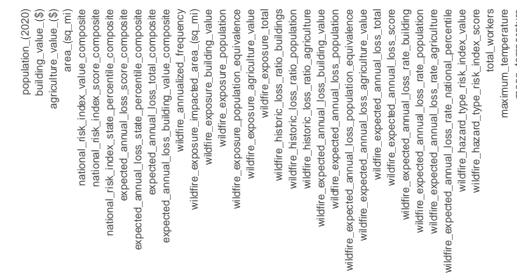 population_(2020)
building_value_($)
agriculture_value_($)
area_(sq_mi)
national_risk_index_value_composite
national_risk_index_score_composite
national_risk_index_state_percentile_composite
expected_annual_loss_score_composite
expected_annual_loss_state_percentile_composite
expected_annual_loss_total_composite
expected_annual_loss_building_value_composite
wildfire_annualized_frequency
wildfire_exposure_impacted_area_(sq_mi)
wildfire_exposure_building_value
wildfire_exposure_population
wildfire_exposure_population_equivalence
wildfire_exposure_agriculture_value
wildfire_exposure_total
wildfire_historic_loss_ratio_buildings
wildfire_historic_loss_ratio_population
wildfire_historic_loss_ratio_agriculture
wildfire_expected_annual_loss_building_value
wildfire_expected_annual_loss_population
wildfire_expected_annual_loss_population_equivalence
wildfire_expected_annual_loss_agriculture_value
wildfire_expected_annual_loss_total
wildfire_expected_annual_loss_score
wildfire_expected_annual_loss_rate_building
wildfire_expected_annual_loss_rate_population
wildfire_expected_annual_loss_rate_agriculture
wildfire_expected_annual_loss_rate_national_percentile
wildfire_hazard_type_risk_index_value
wildfire_hazard_type_risk_index_score
total_workers
maximum_temperature